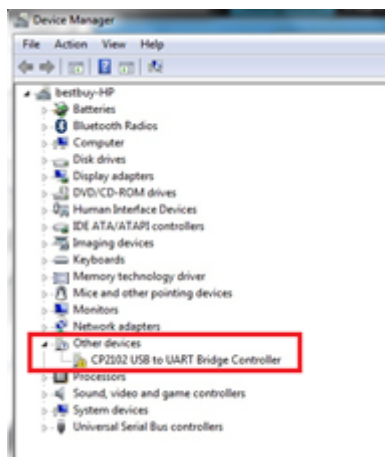 Device Manager
File Action View Help
bestbuy-HP
Batteries
Bluetooth Radios
Computer
Disk drives
Display adapters
DVD/CD-ROM drives
Human Interface Devices
IDE ATA/ATAPI controllers
Imaging devices
Keyboards
Memory technology driver
Mice and other pointing devices
Monitors
Network adapters
Other devices
CP2102 USB to UART Bridge Controller
Processors
Sound, video and game controllers
System devices
Universal Serial Bus controllers